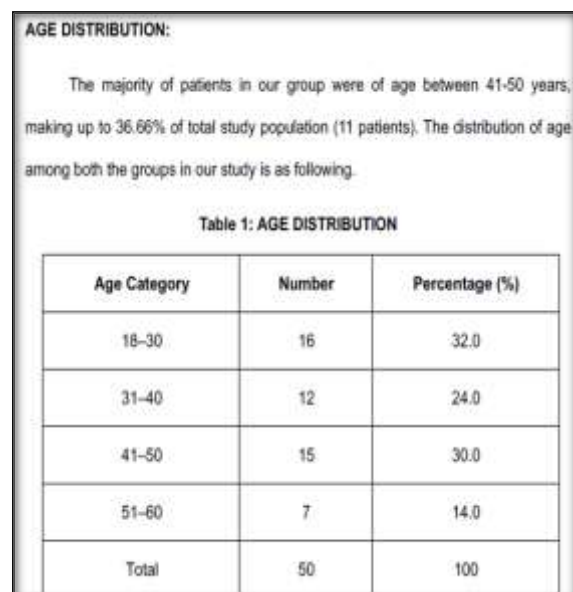 AGE DISTRIBUTION:
The majority of patients in our group were of age between 41-50 years,
making up to 36.66% of total study population (11 patients). The distribution of age
among both the groups in our study is as following.
Table 1: AGE DISTRIBUTION
Age Category Number Percentage (%)
18–30 16 32.0
31–40 12 24.0
41–50 15 30.0
51–60 7 14.0
Total 50 100